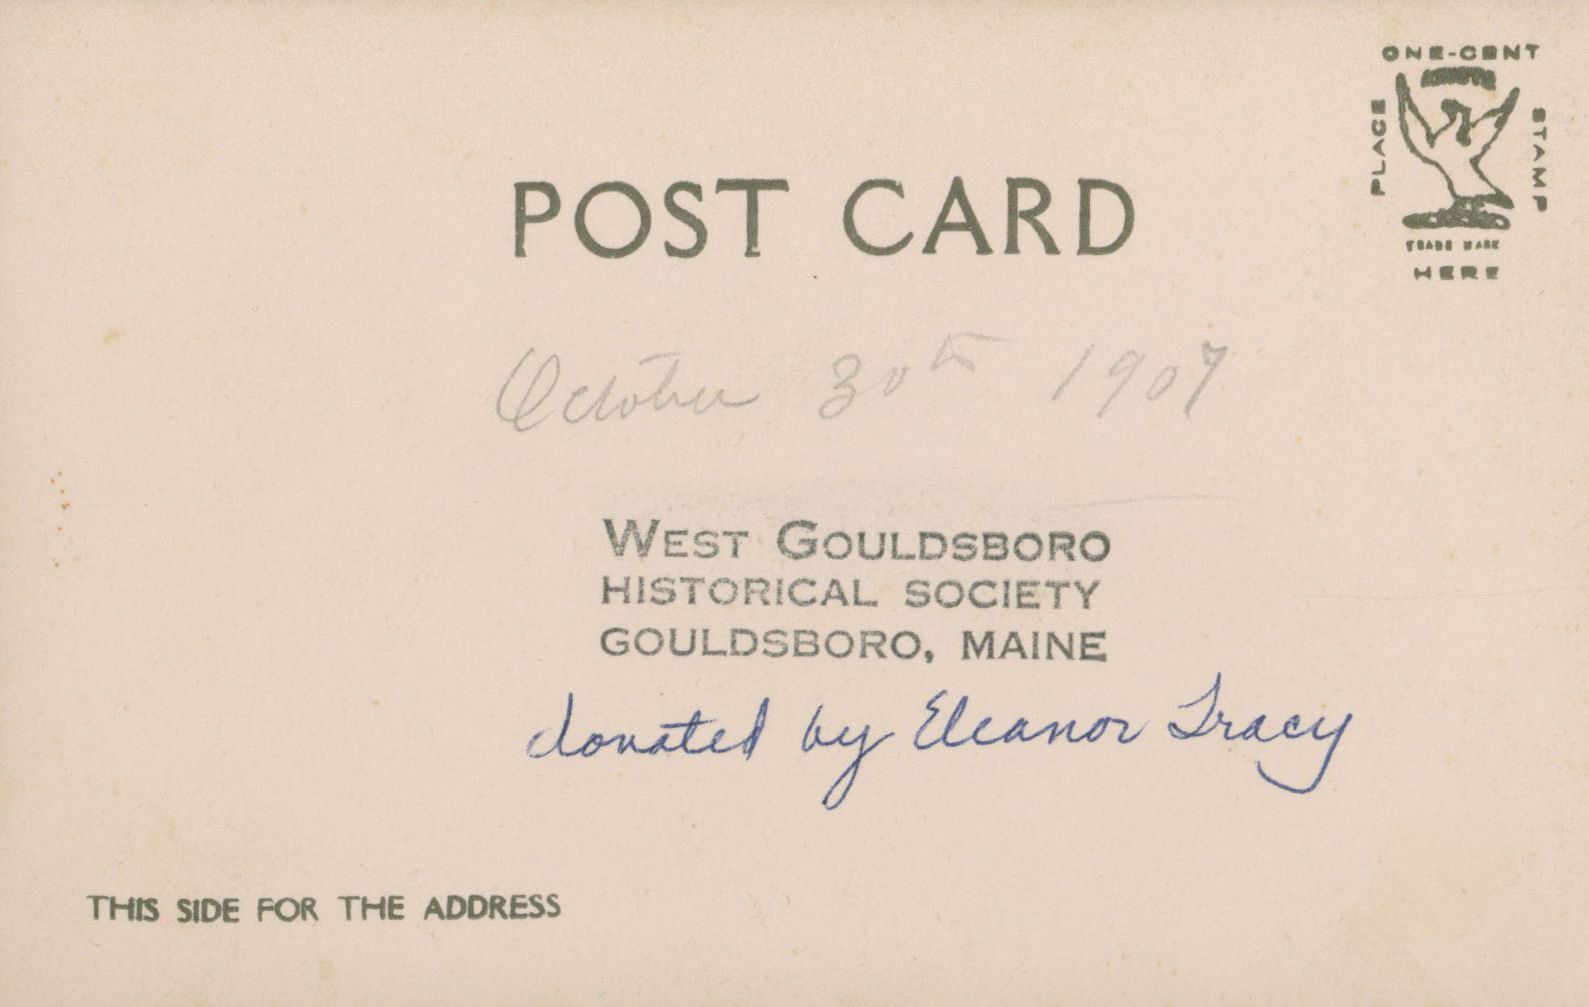 ONE-CENT
PLACE
STAMP
TRADE MARK
HERE
POST CARD
October 30th 1907
WEST GOULDSBORO
HISTORICAL SOCIETY
GOULDSBORO, MAINE
donated by Eleanor Tracy
THIS SIDE FOR THE ADDRESS